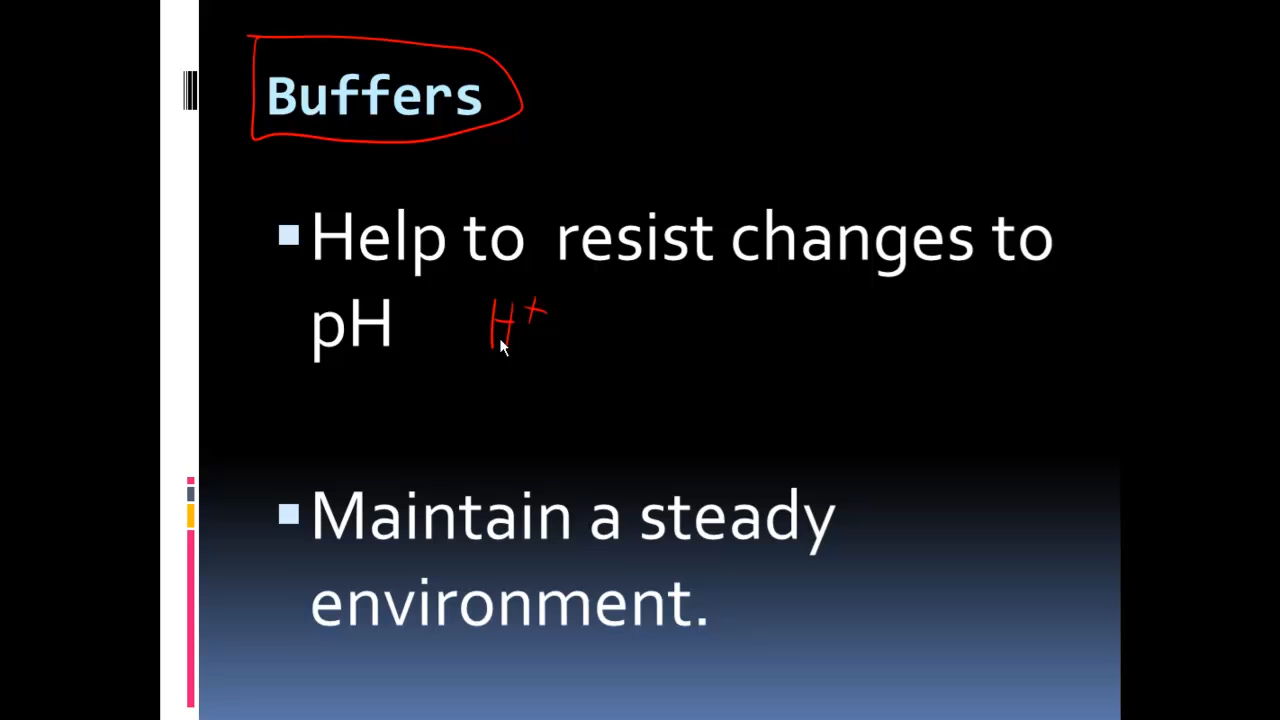 Buffers
Help to resist changes to
pH H⁺
Maintain a steady
environment.